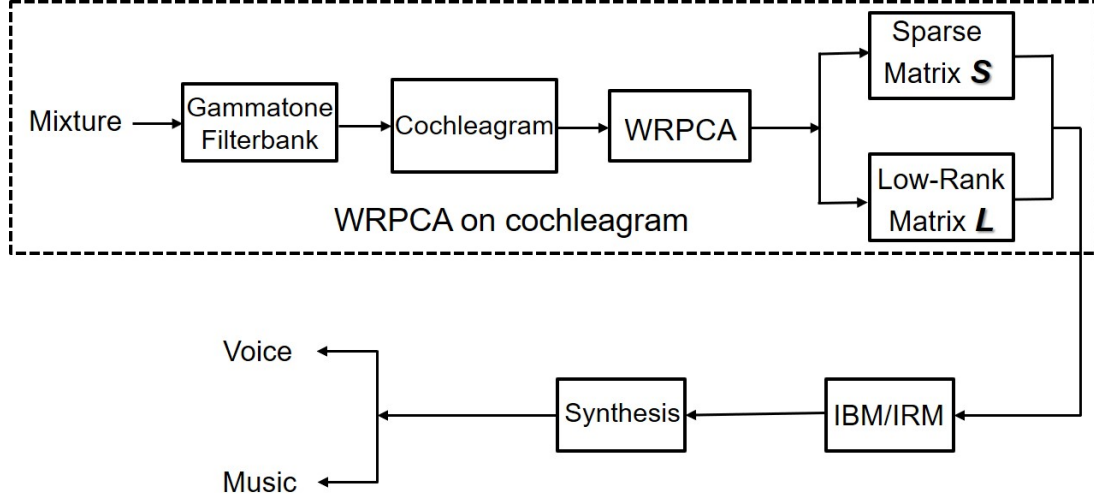 Mixture
Gammatone
Filterbank
Cochleagram
WRPCA
Sparse
Matrix S
Low-Rank
Matrix L
WRPCA on cochleagram
IBM/IRM
Synthesis
Voice
Music